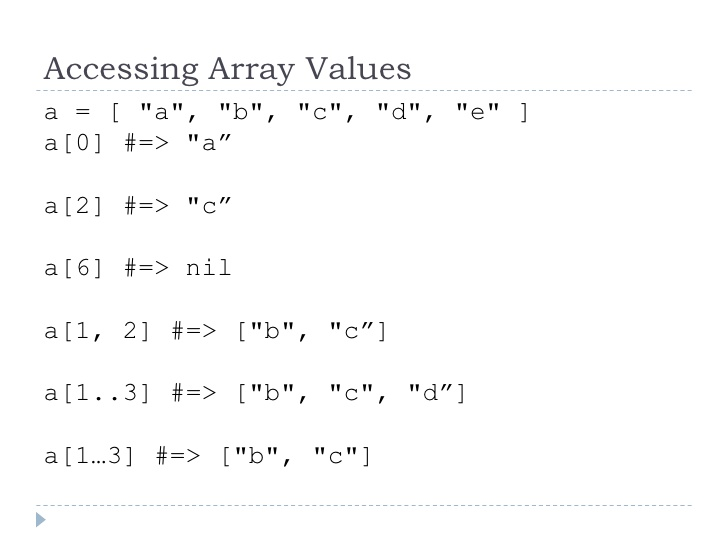 Accessing Array Values
a = [ "a", "b", "c", "d", "e" ]
a[0] #=> "a”
a[2] #=> "c”
a[6] #=> nil
a[1, 2] #=> ["b", "c”]
a[1..3] #=> ["b", "c", "d”]
a[1…3] #=> ["b", "c"]